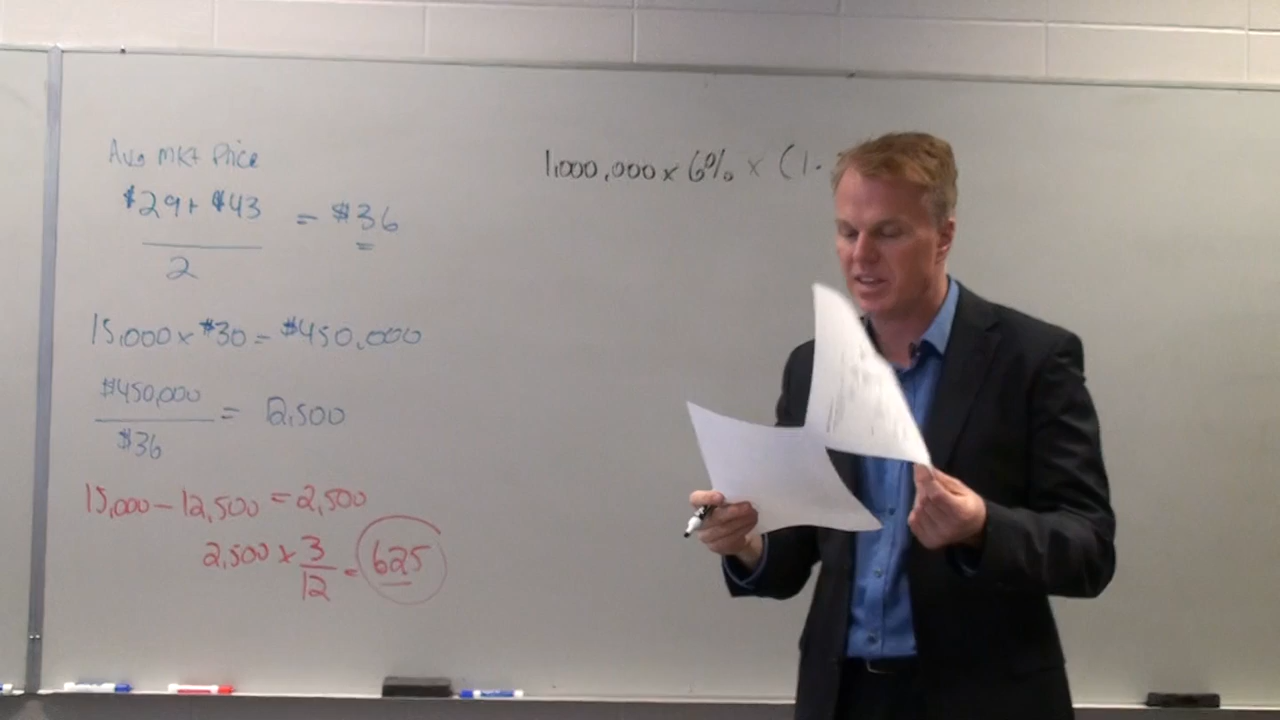 Avg Mkt Price
$29 + $43 = $36
2
15,000 x $30 = $450,000
$450,000 = 12,500
$36
15,000 - 12,500 = 2,500
2,500 x 3 = 625
12
1,000,000 x 6% x (1.